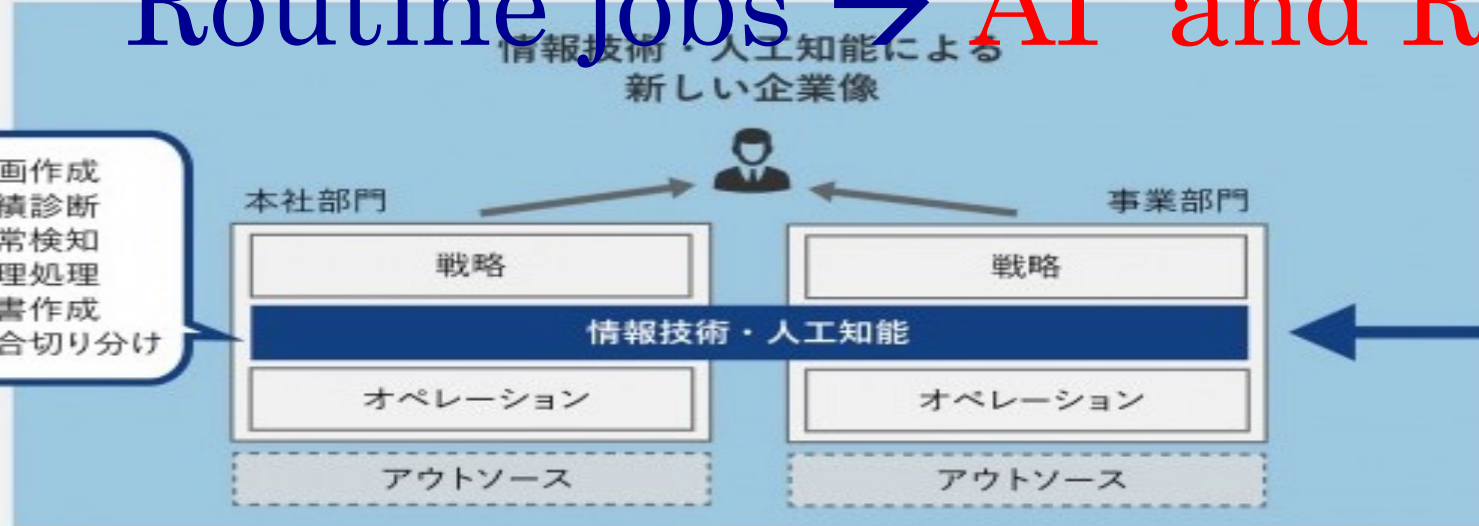 Routine jobs → AI and R
情報技術・人工知能による
新しい企業像
画作成
績診断
常検知
理処理
書作成
合切り分け
本社部門
事業部門
戦略
戦略
情報技術・人工知能
オペレーション
オペレーション
アウトソース
アウトソース